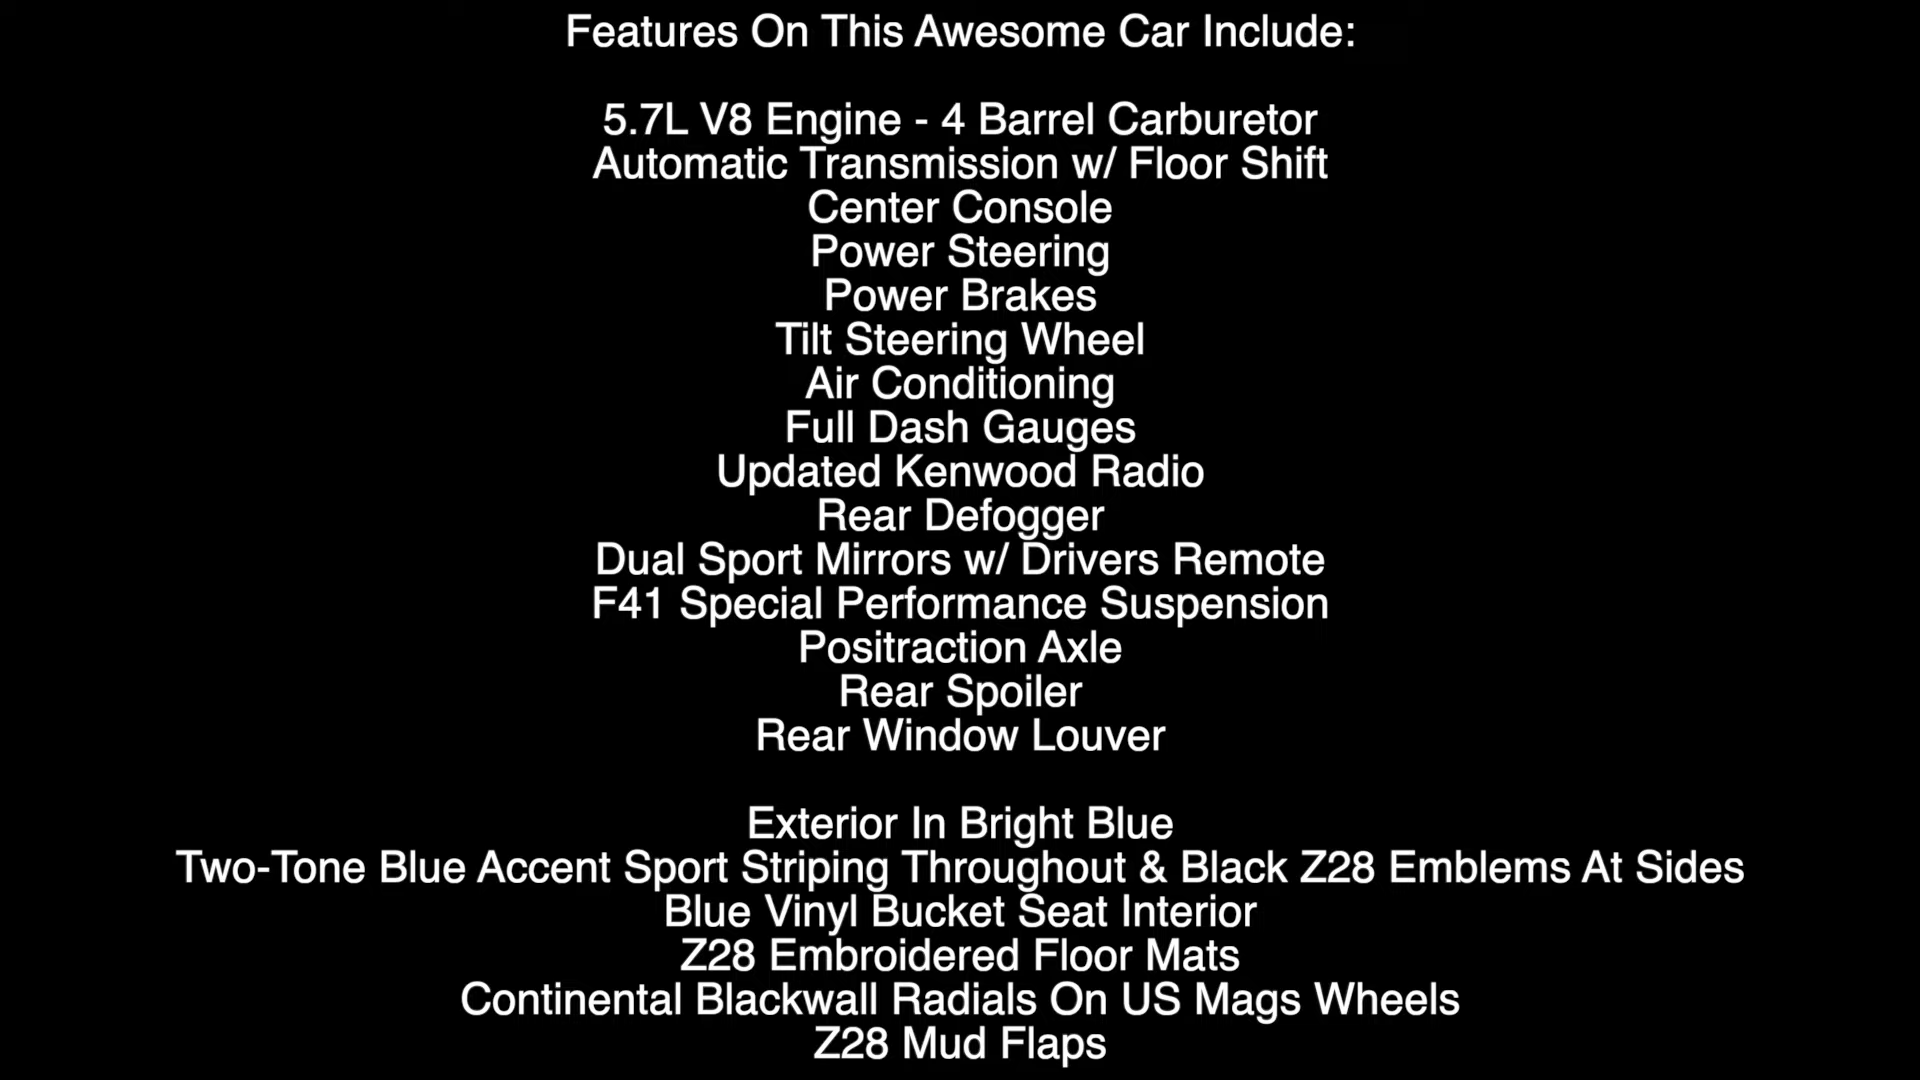 Features On This Awesome Car Include:
5.7L V8 Engine - 4 Barrel Carburetor
Automatic Transmission w/ Floor Shift
Center Console
Power Steering
Power Brakes
Tilt Steering Wheel
Air Conditioning
Full Dash Gauges
Updated Kenwood Radio
Rear Defogger
Dual Sport Mirrors w/ Drivers Remote
F41 Special Performance Suspension
Positraction Axle
Rear Spoiler
Rear Window Louver
Exterior In Bright Blue
Two-Tone Blue Accent Sport Striping Throughout & Black Z28 Emblems At Sides
Blue Vinyl Bucket Seat Interior
Z28 Embroidered Floor Mats
Continental Blackwall Radials On US Mags Wheels
Z28 Mud Flaps